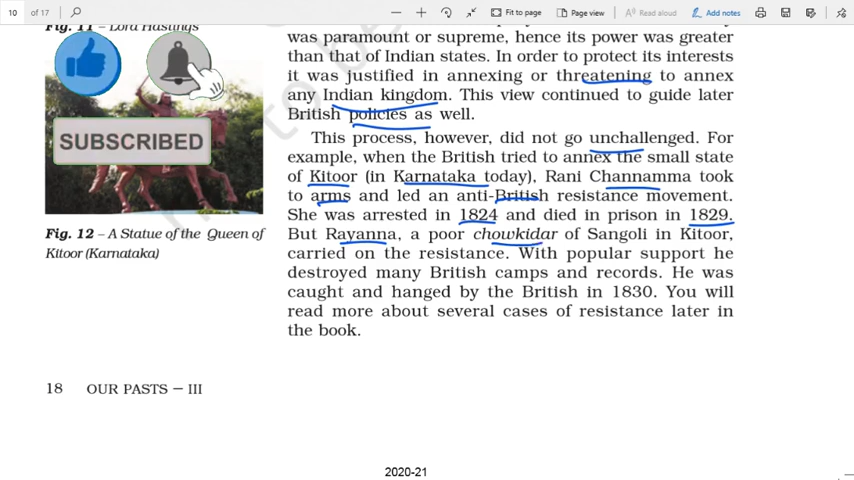 10 of 17
Fit to page
Page view
Read aloud
Add notes
Fig. 11 – Lord Hastings
was paramount or supreme, hence its power was greater
than that of Indian states. In order to protect its interests
it was justified in annexing or threatening to annex
any Indian kingdom. This view continued to guide later
British policies as well.
This process, however, did not go unchallenged. For
example, when the British tried to annex the small state
of Kitoor (in Karnataka today), Rani Channamma took
to arms and led an anti-British resistance movement.
She was arrested in 1824 and died in prison in 1829.
But Rayanna, a poor chowkidar of Sangoli in Kitoor,
carried on the resistance. With popular support he
destroyed many British camps and records. He was
caught and hanged by the British in 1830. You will
read more about several cases of resistance later in
the book.
SUBSCRIBED
Fig. 12 – A Statue of the Queen of
Kitoor (Karnataka)
18 OUR PASTS – III
2020-21